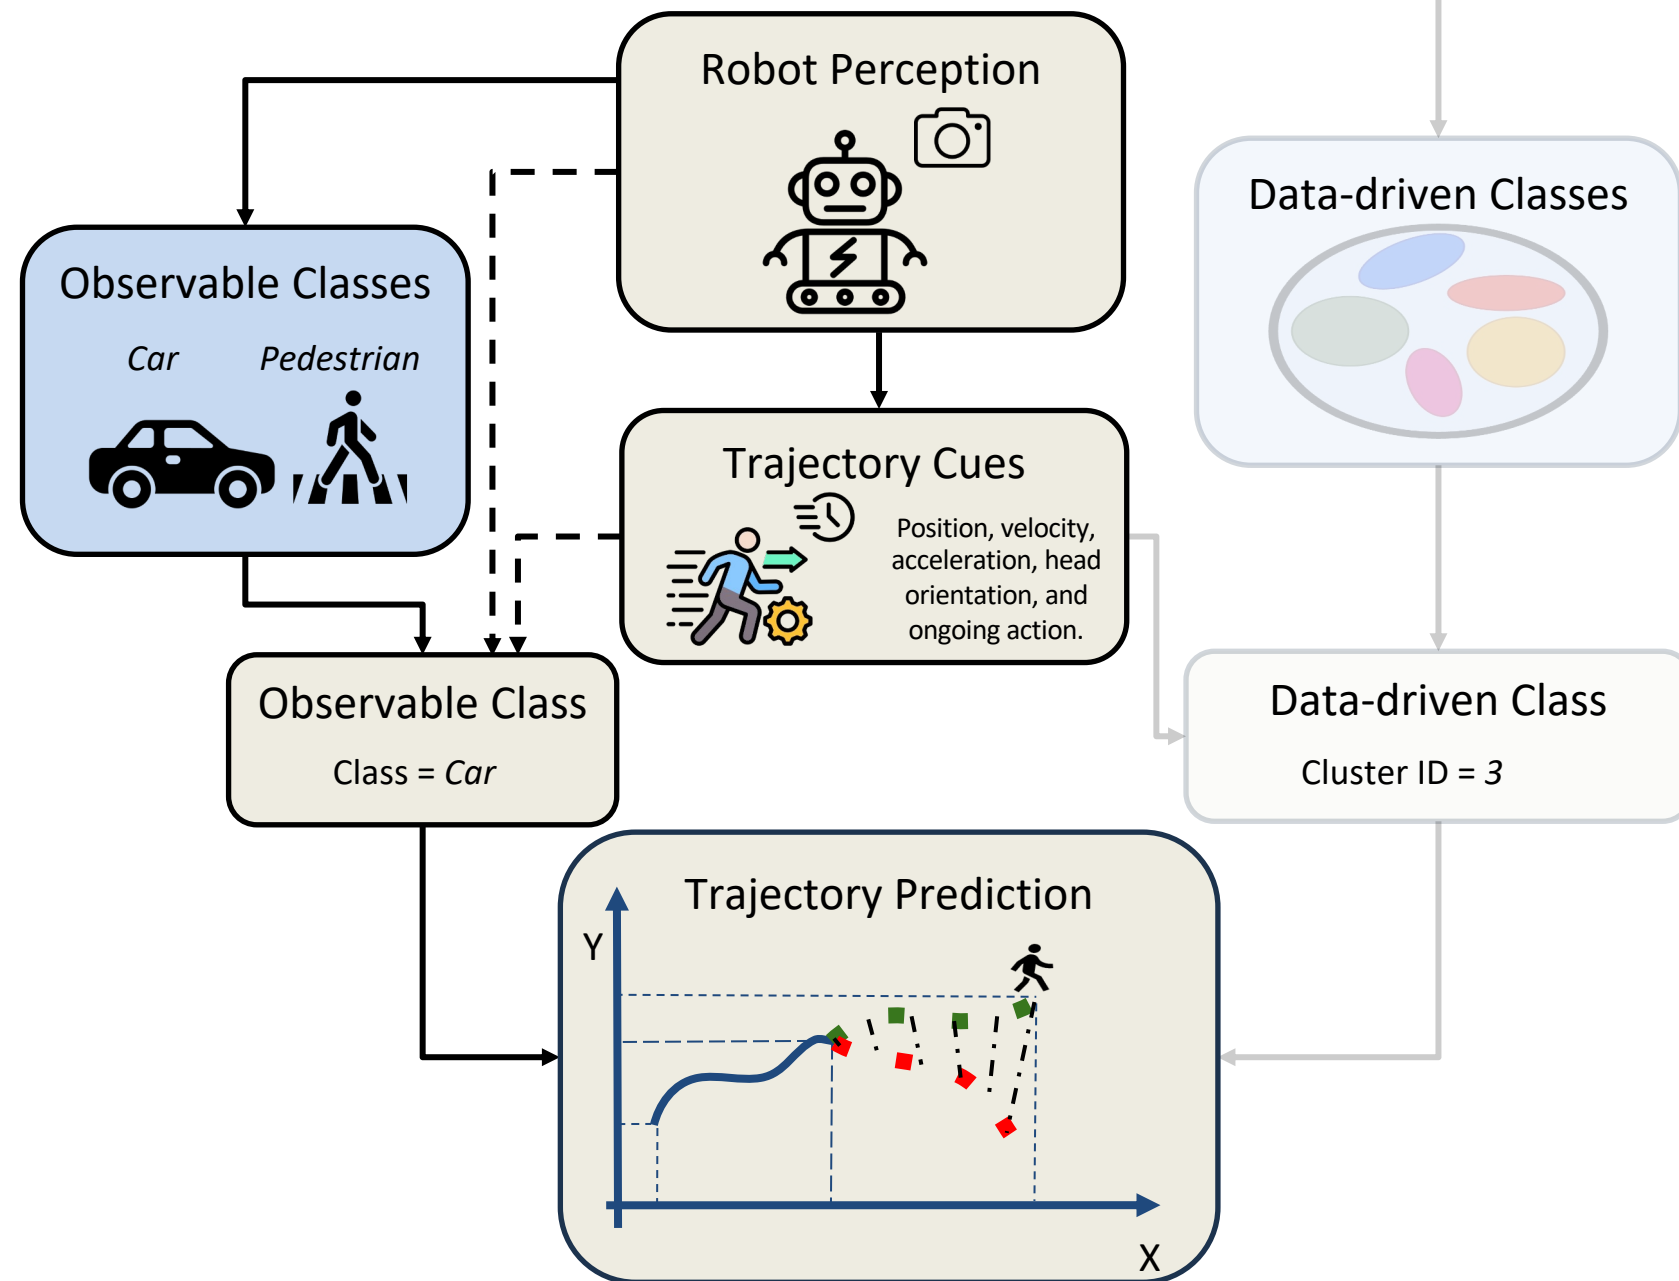 Robot Perception
Data-driven Classes
Observable Classes
Car
Pedestrian
Trajectory Cues
Position, velocity,
acceleration, head
orientation, and
ongoing action.
Observable Class
Class = Car
Data-driven Class
Cluster ID = 3
Trajectory Prediction
Y
X